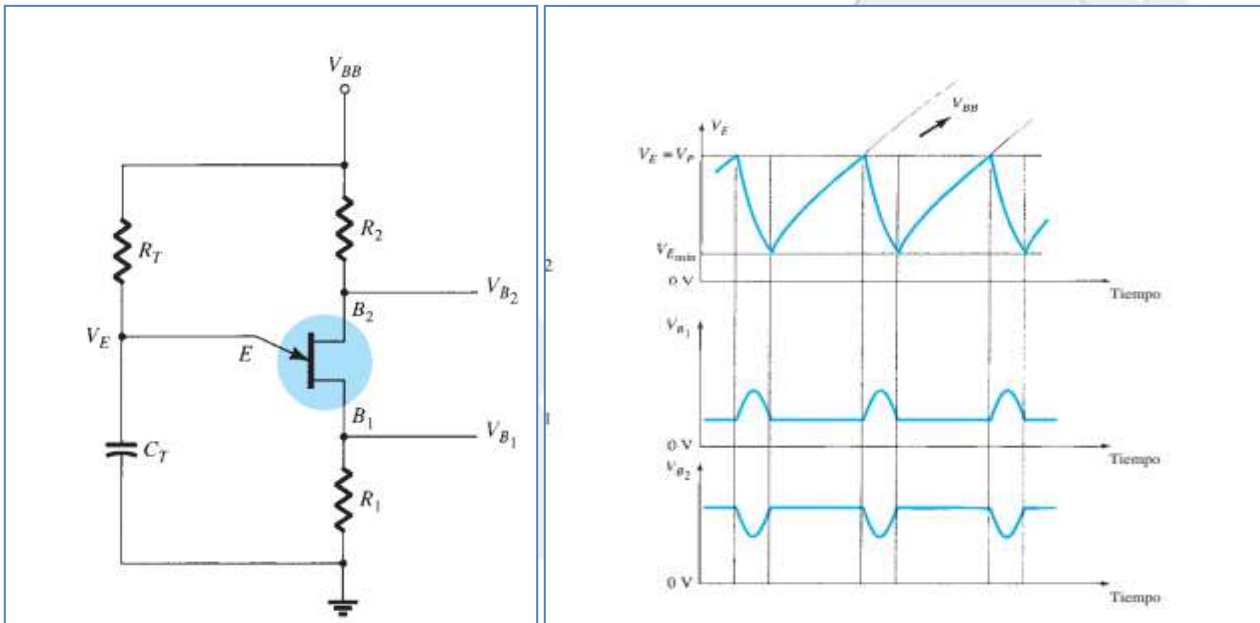 V_BB
R_T
R_2
V_B2
B_2
V_E
E
B_1
V_B1
C_T
R_1
2
1
V_BB
V_E
V_E = V_P
V_Emin
0 V
Tiempo
V_B1
0 V
Tiempo
V_B2
0 V
Tiempo